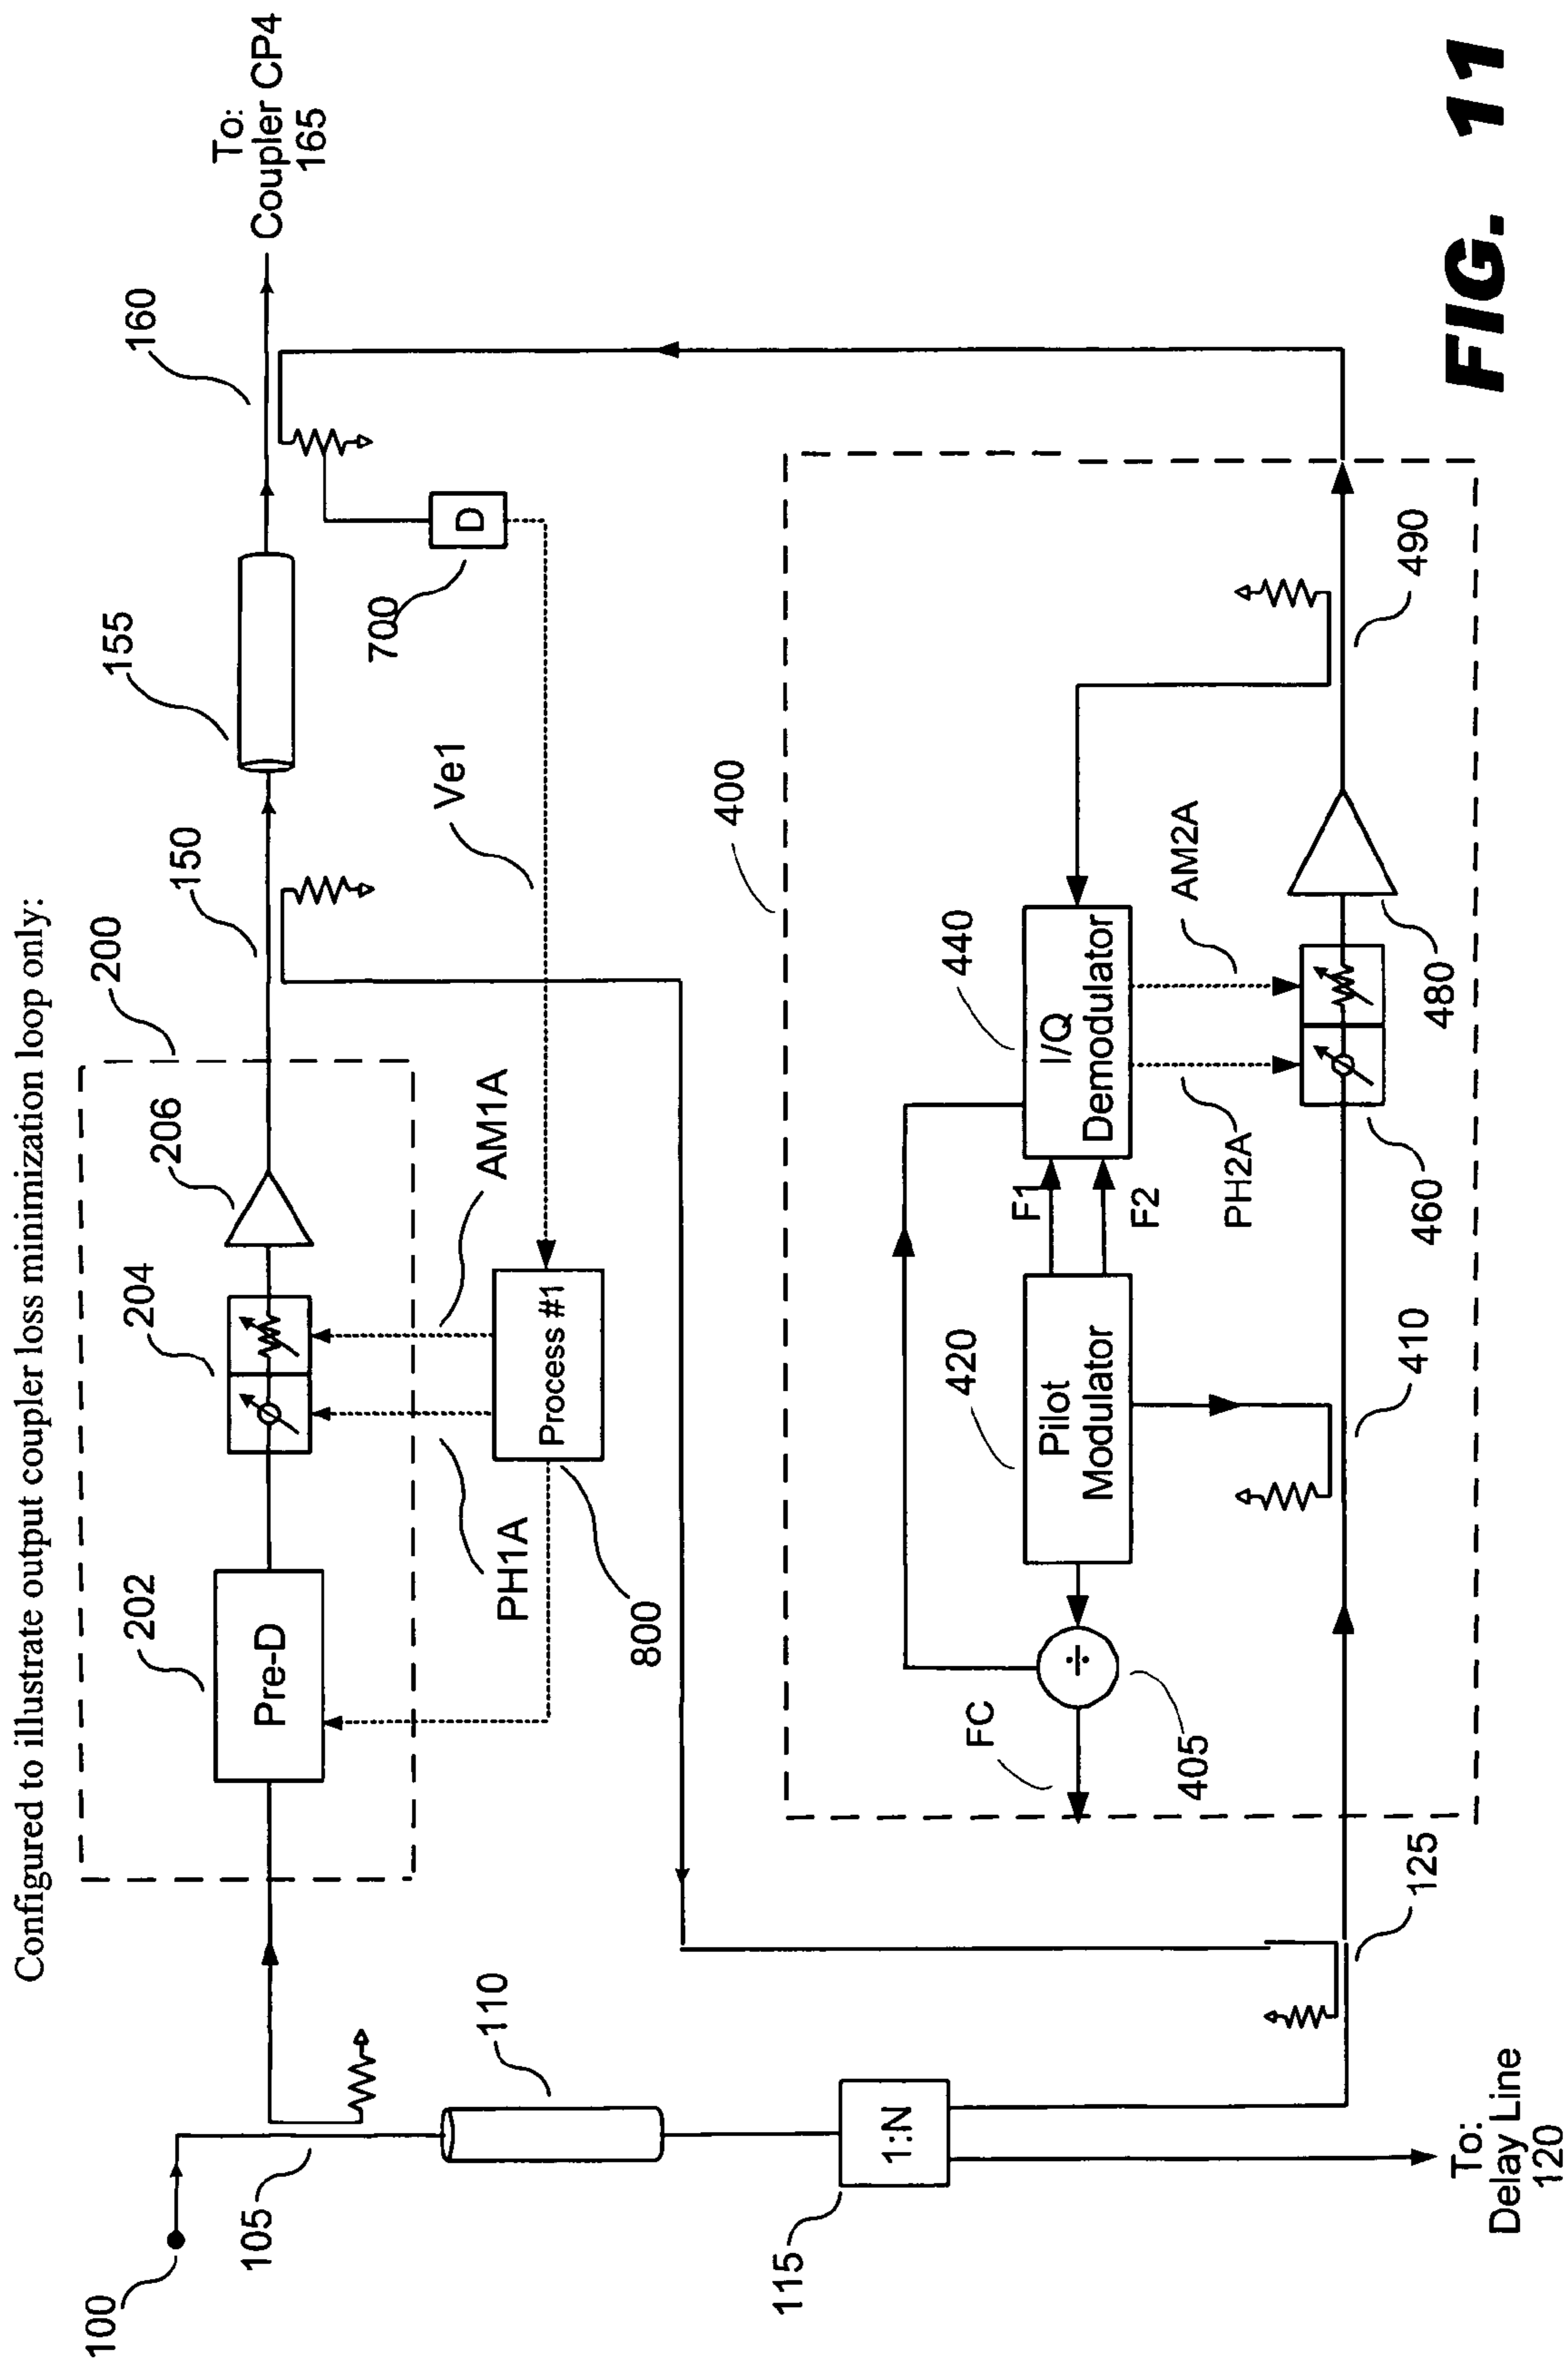 Configured to illustrate output coupler loss minimization loop only:
100
105
110
115
1:N
To:
Delay Line
120
125
200
202
Pre-D
204
206
PH1A
AM1A
Process #1
800
150
155
160
Ve1
700
D
To:
Coupler CP4
165
400
FC
405
÷
420
Pilot
Modulator
F1
F2
440
I/Q
Demodulator
PH2A
AM2A
410
460
480
490
FIG. 11